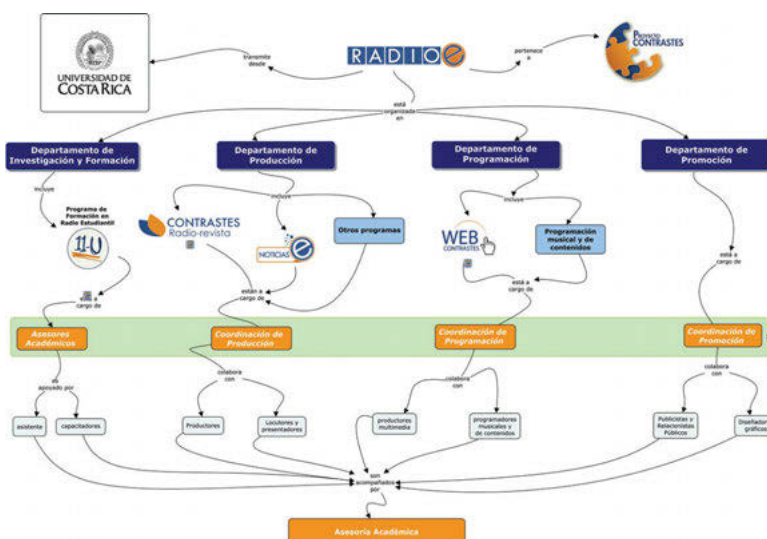 UNIVERSIDAD DE
COSTA RICA
transmite
desde
RADIO e
pertenece
a
PROYECTO
CONTRASTES
está
organizada
en
Departamento de
Investigación y Formación
Departamento de
Producción
Departamento de
Programación
Departamento de
Promoción
Incluye
incluye
incluye
Programa de
Formación en
Radio Estudiantil
11-U
CONTRASTES
Radio-revista
NOTICIAS e
Otros programas
WEB
CONTRASTES
Programación
musical y de
contenidos
está a
cargo de
están a
cargo de
está a
cargo de
está a
cargo de
Asesores
Académicos
Coordinación de
Producción
Coordinación de
Programación
Coordinación de
Promoción
es
apoyado por
colabora
con
colabora
con
colabora
con
asistente
capacitadores
Productores
Locutores y
presentadores
productores
multimedia
programadores
musicales y
de contenidos
Publicistas y
Relacionistas
Públicos
Diseñador
gráficos
son
acompañados
por
Asesoría Académica